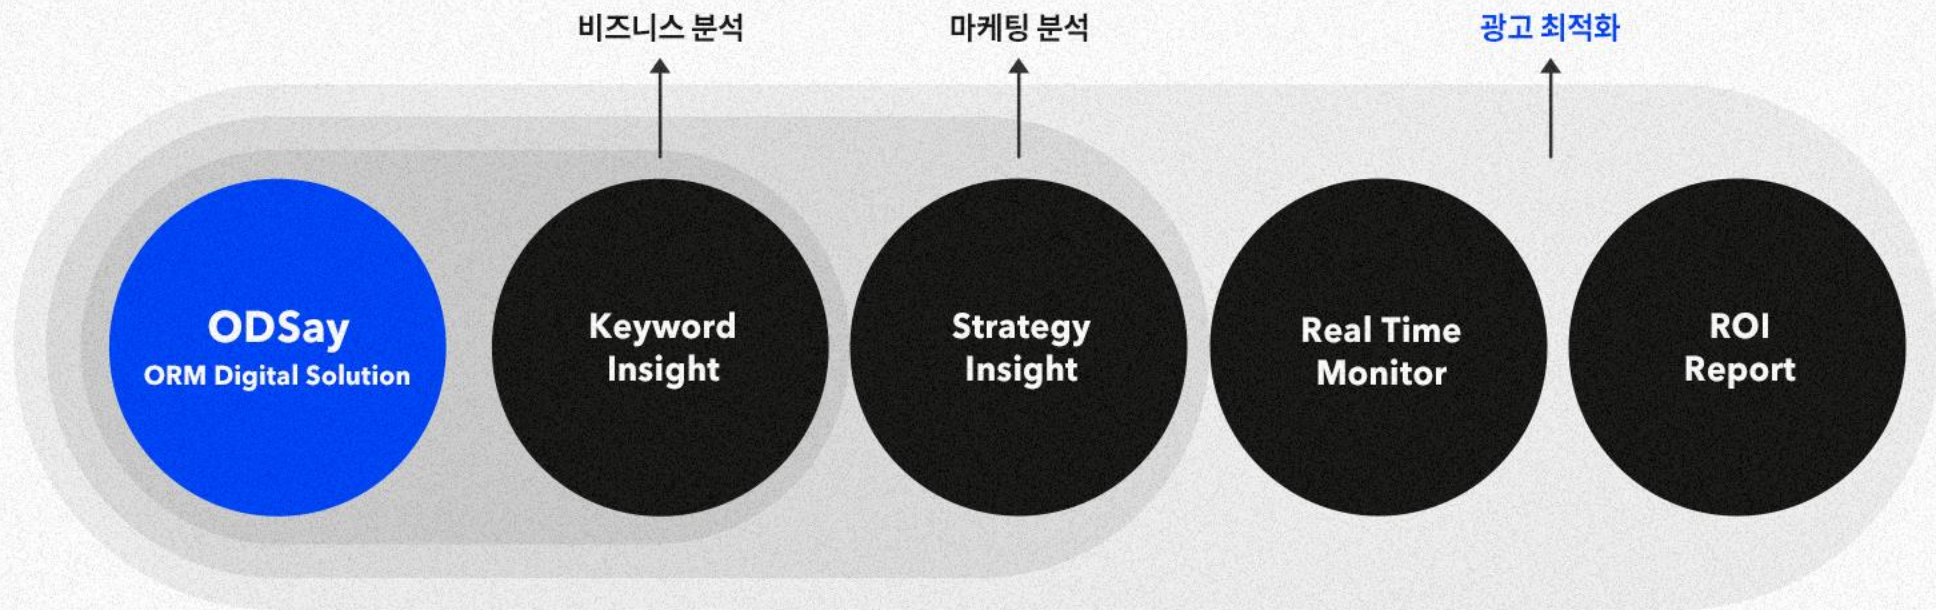 비즈니스 분석
마케팅 분석
광고 최적화
ODSay
ORM Digital Solution
Keyword
Insight
Strategy
Insight
Real Time
Monitor
ROI
Report